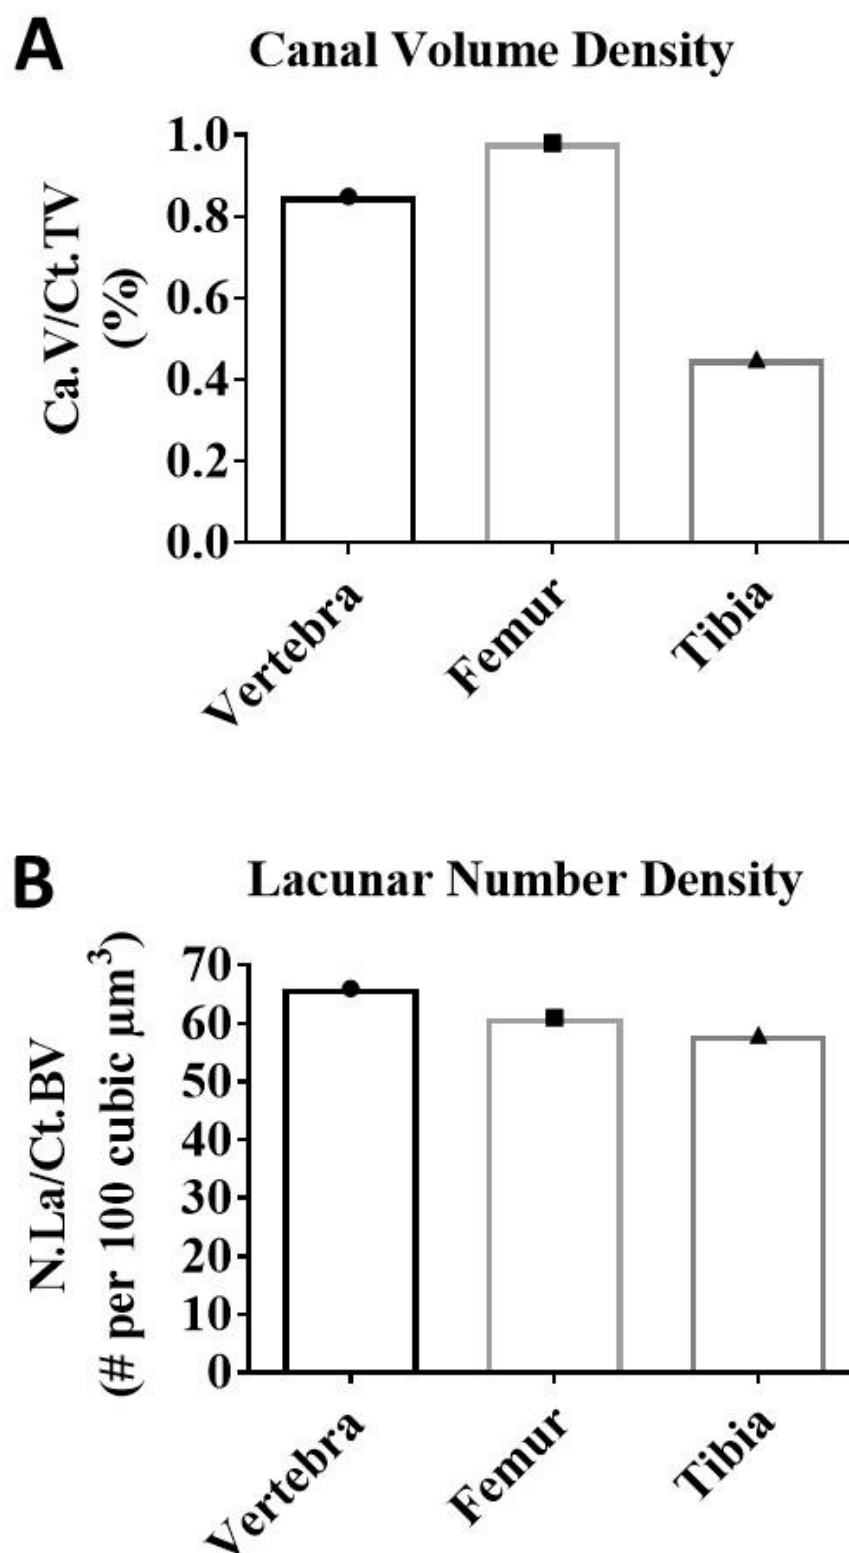 A
Canal Volume Density
Ca.V/Ct.TV
(%)
1.0
0.8
0.6
0.4
0.2
0.0
Vertebra
Femur
Tibia
B
Lacunar Number Density
N.La/Ct.BV
(# per 100 cubic μm³)
70
60
50
40
30
20
10
0
Vertebra
Femur
Tibia